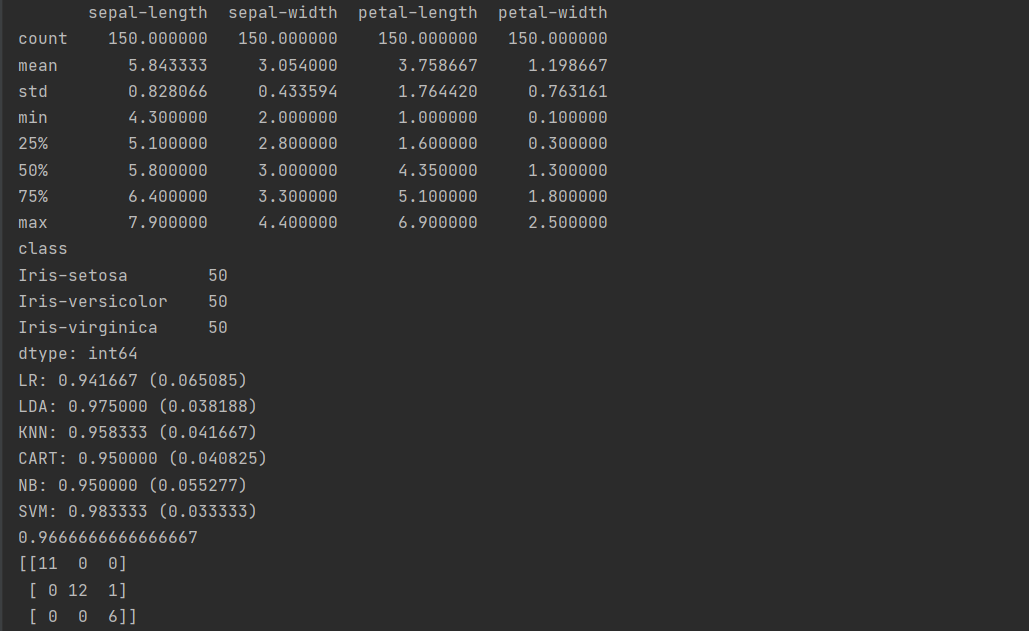 sepal-length  sepal-width  petal-length  petal-width
count    150.000000   150.000000    150.000000   150.000000
mean       5.843333     3.054000      3.758667     1.198667
std        0.828066     0.433594      1.764420     0.763161
min        4.300000     2.000000      1.000000     0.100000
25%        5.100000     2.800000      1.600000     0.300000
50%        5.800000     3.000000      4.350000     1.300000
75%        6.400000     3.300000      5.100000     1.800000
max        7.900000     4.400000      6.900000     2.500000
class
Iris-setosa        50
Iris-versicolor    50
Iris-virginica     50
dtype: int64
LR: 0.941667 (0.065085)
LDA: 0.975000 (0.038188)
KNN: 0.958333 (0.041667)
CART: 0.950000 (0.040825)
NB: 0.950000 (0.055277)
SVM: 0.983333 (0.033333)
0.9666666666666667
[[11  0  0]
 [ 0 12  1]
 [ 0  0  6]]